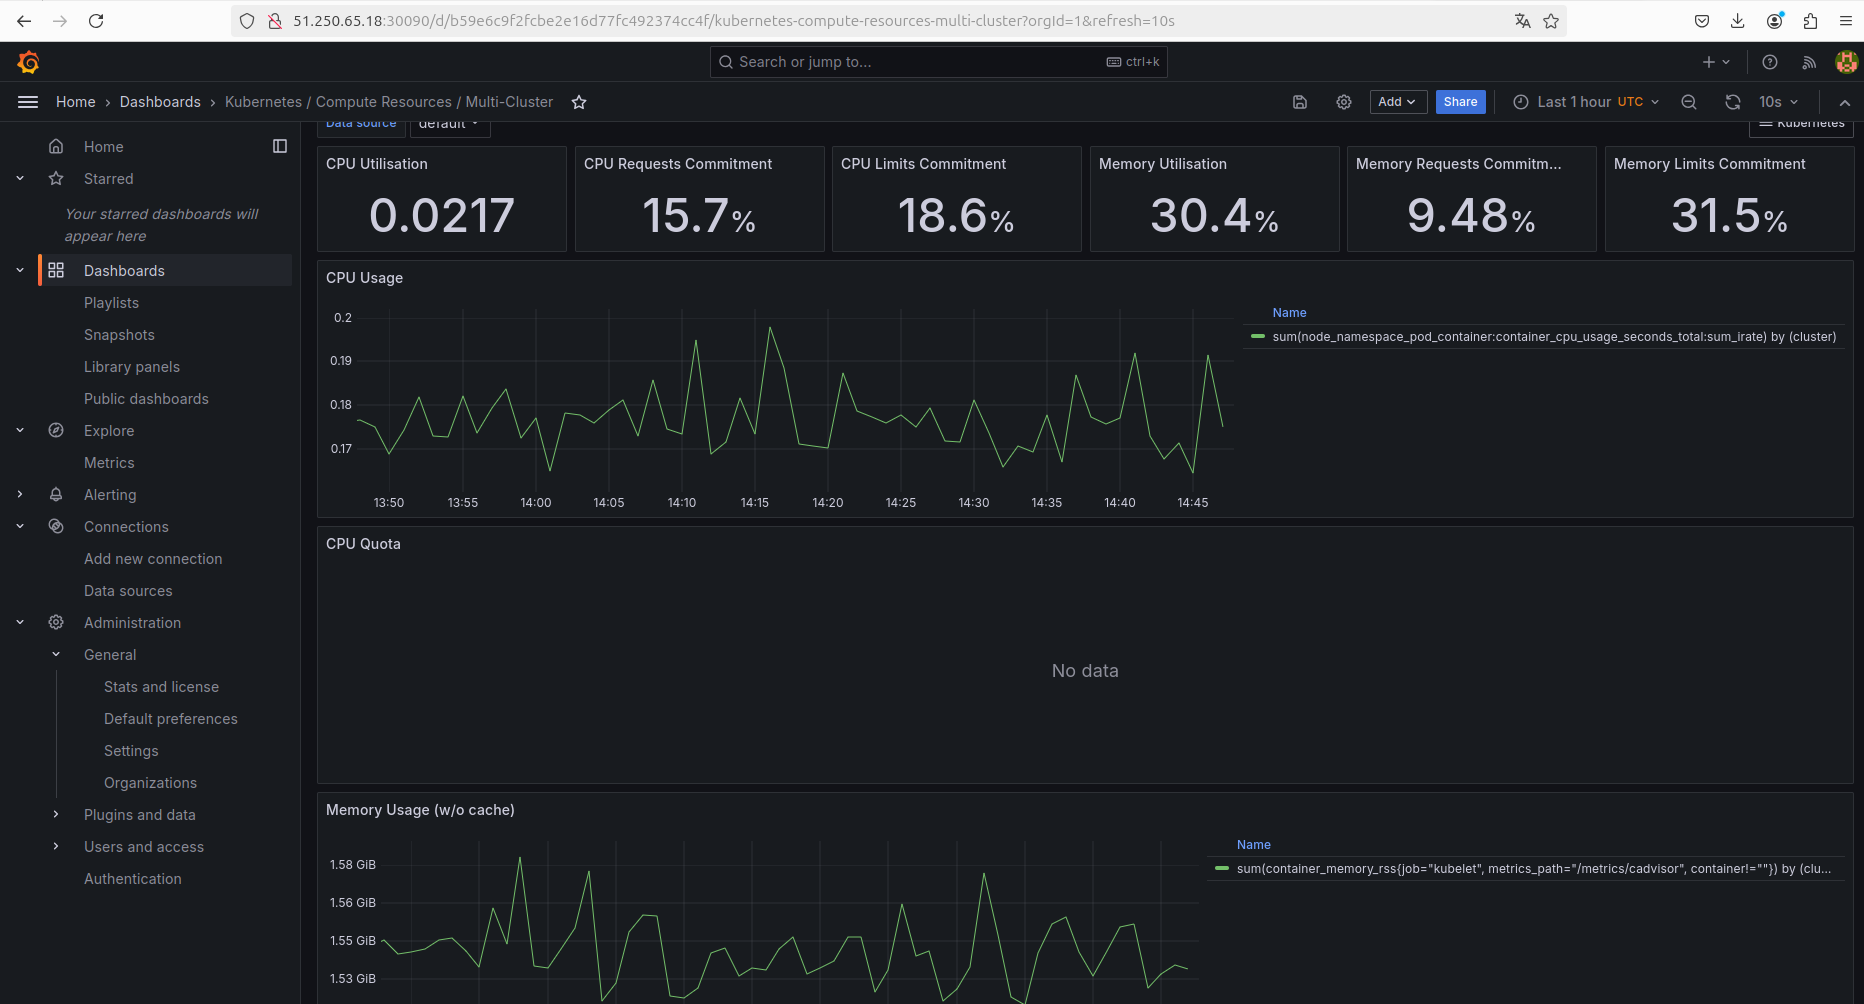 51.250.65.18:30090/d/b59e6c9f2fcbe2e16d77fc492374cc4f/kubernetes-compute-resources-multi-cluster?orgId=1&refresh=10s
Search or jump to...
ctrl+k
Home › Dashboards › Kubernetes / Compute Resources / Multi-Cluster
Add
Share
Last 1 hour UTC
10s
Home
Starred
Your starred dashboards will
appear here
Dashboards
Playlists
Snapshots
Library panels
Public dashboards
Explore
Metrics
Alerting
Connections
Add new connection
Data sources
Administration
General
Stats and license
Default preferences
Settings
Organizations
Plugins and data
Users and access
Authentication
Data source
default
Kubernetes
CPU Utilisation
0.0217
CPU Requests Commitment
15.7%
CPU Limits Commitment
18.6%
Memory Utilisation
30.4%
Memory Requests Commitm...
9.48%
Memory Limits Commitment
31.5%
CPU Usage
0.2
0.19
0.18
0.17
13:50 13:55 14:00 14:05 14:10 14:15 14:20 14:25 14:30 14:35 14:40 14:45
Name
sum(node_namespace_pod_container:container_cpu_usage_seconds_total:sum_irate) by (cluster)
CPU Quota
No data
Memory Usage (w/o cache)
1.58 GiB
1.56 GiB
1.55 GiB
1.53 GiB
Name
sum(container_memory_rss{job="kubelet", metrics_path="/metrics/cadvisor", container!=""}) by (clu...